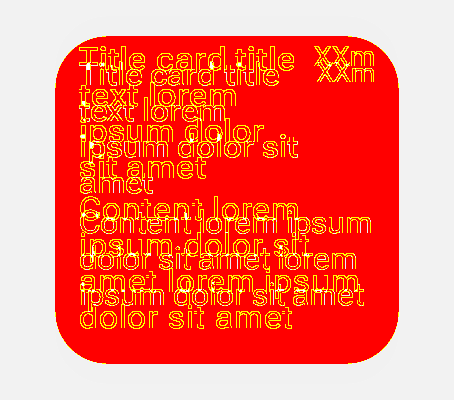 Title card title XXm
Title card title XXm
text lorem
text lorem
ipsum dolor
ipsum dolor sit
sit amet
amet
Content lorem
Content lorem ipsum
ipsum dolor sit
dolor sit amet lorem
amet lorem ipsum
ipsum dolor sit amet
dolor sit amet